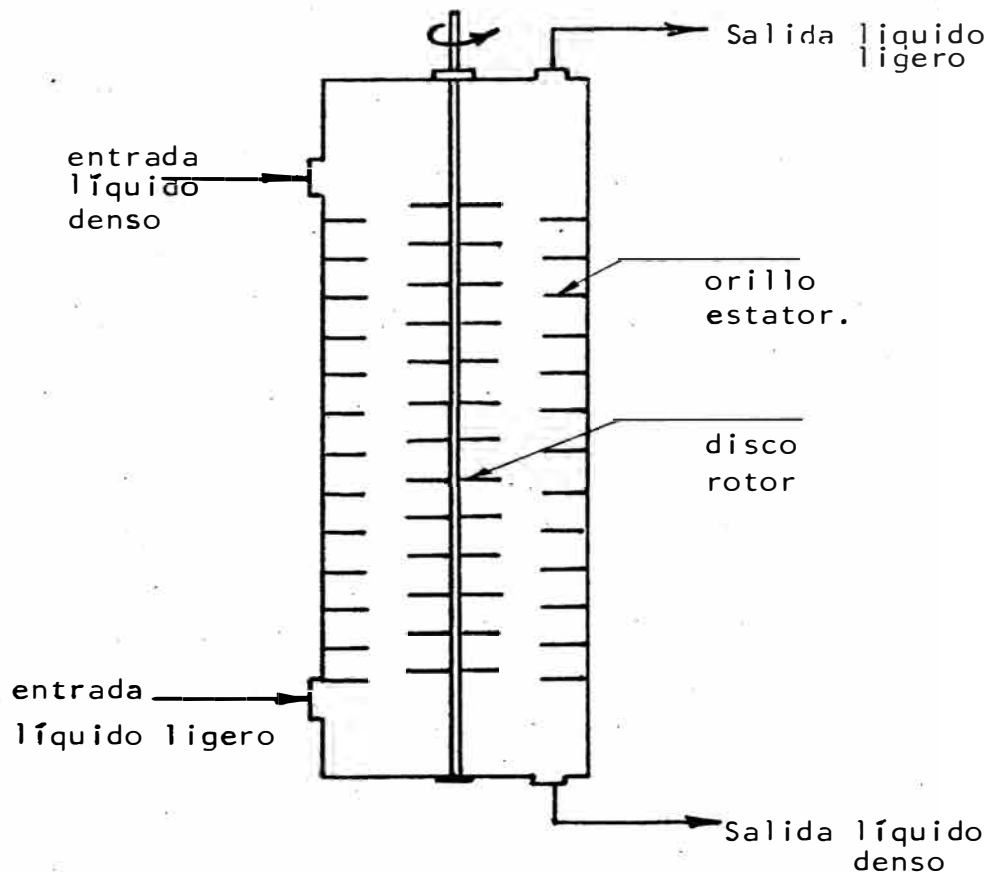 Salida liquido
ligero
entrada
líquido
denso
orillo
estator.
disco
rotor
entrada
líquido ligero
Salida líquido
denso